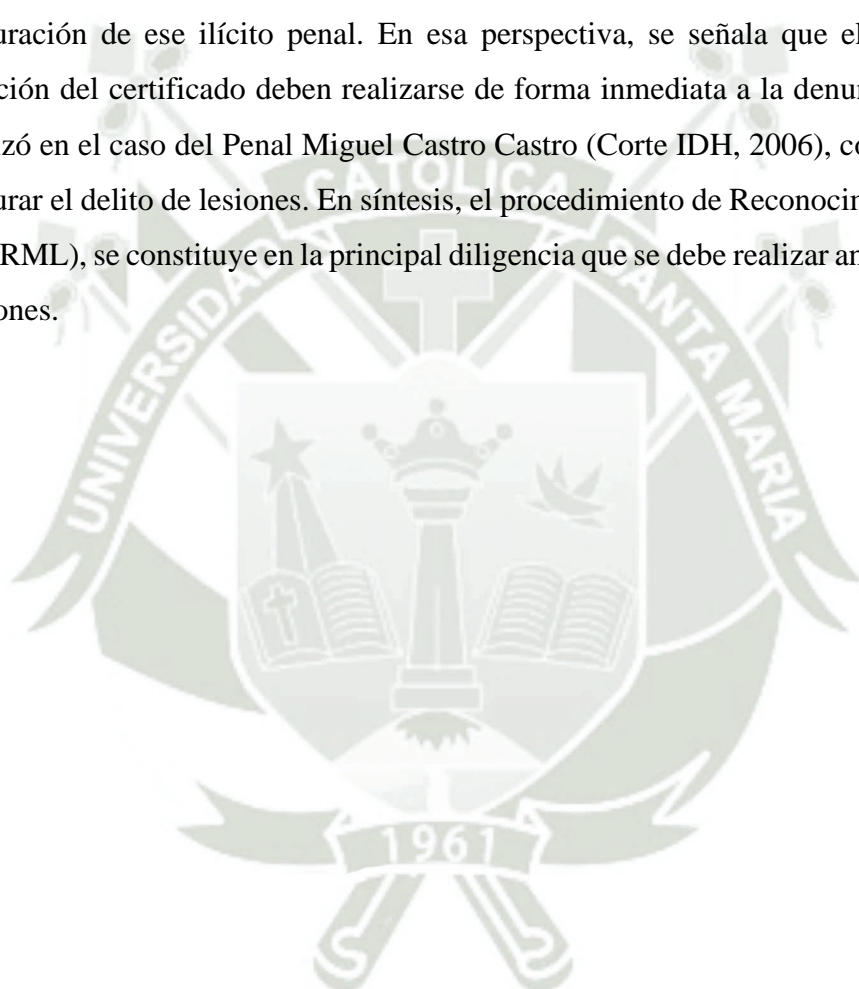 uración de ese ilícito penal. En esa perspectiva, se señala que el
ción del certificado deben realizarse de forma inmediata a la denur
izó en el caso del Penal Miguel Castro Castro (Corte IDH, 2006), co
urar el delito de lesiones. En síntesis, el procedimiento de Reconocin
RML), se constituye en la principal diligencia que se debe realizar an
ones.
UNIVERSIDAD CATOLICA SANTA MARIA
1961